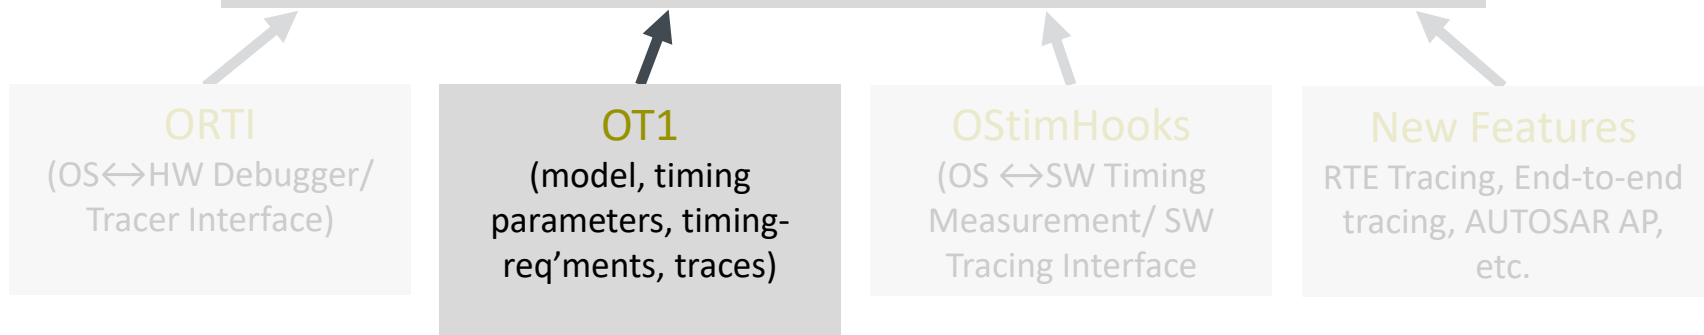 ORTI
(OS↔HW Debugger/
Tracer Interface)
OT1
(model, timing
parameters, timing-
req’ments, traces)
OStimHooks
(OS ↔SW Timing
Measurement/ SW
Tracing Interface
New Features
RTE Tracing, End-to-end
tracing, AUTOSAR AP,
etc.